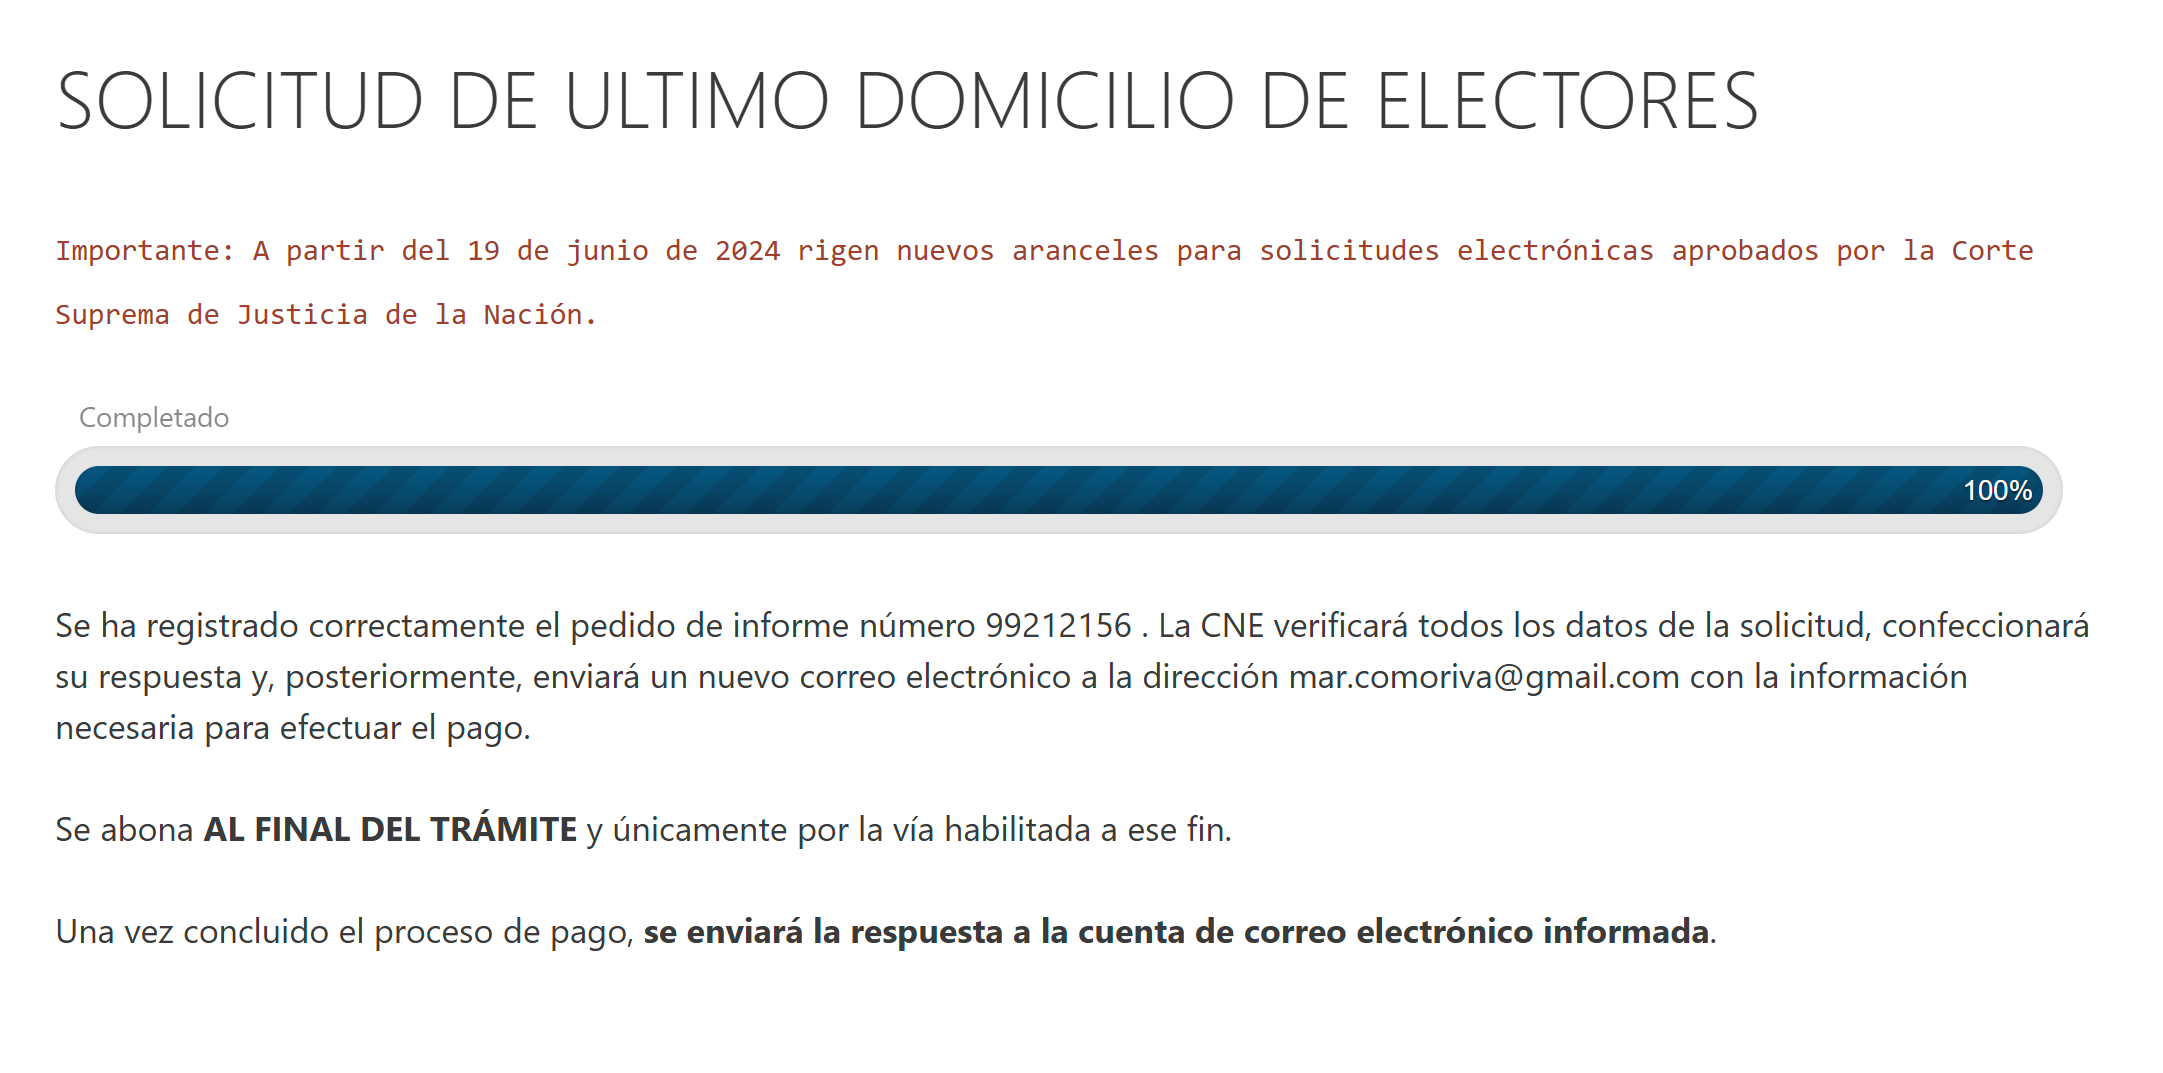 SOLICITUD DE ULTIMO DOMICILIO DE ELECTORES
Importante: A partir del 19 de junio de 2024 rigen nuevos aranceles para solicitudes electrónicas aprobados por la Corte
Suprema de Justicia de la Nación.
Completado
100%
Se ha registrado correctamente el pedido de informe número 99212156 . La CNE verificará todos los datos de la solicitud, confeccionará
su respuesta y, posteriormente, enviará un nuevo correo electrónico a la dirección mar.comoriva@gmail.com con la información
necesaria para efectuar el pago.
Se abona AL FINAL DEL TRÁMITE y únicamente por la vía habilitada a ese fin.
Una vez concluido el proceso de pago, se enviará la respuesta a la cuenta de correo electrónico informada.